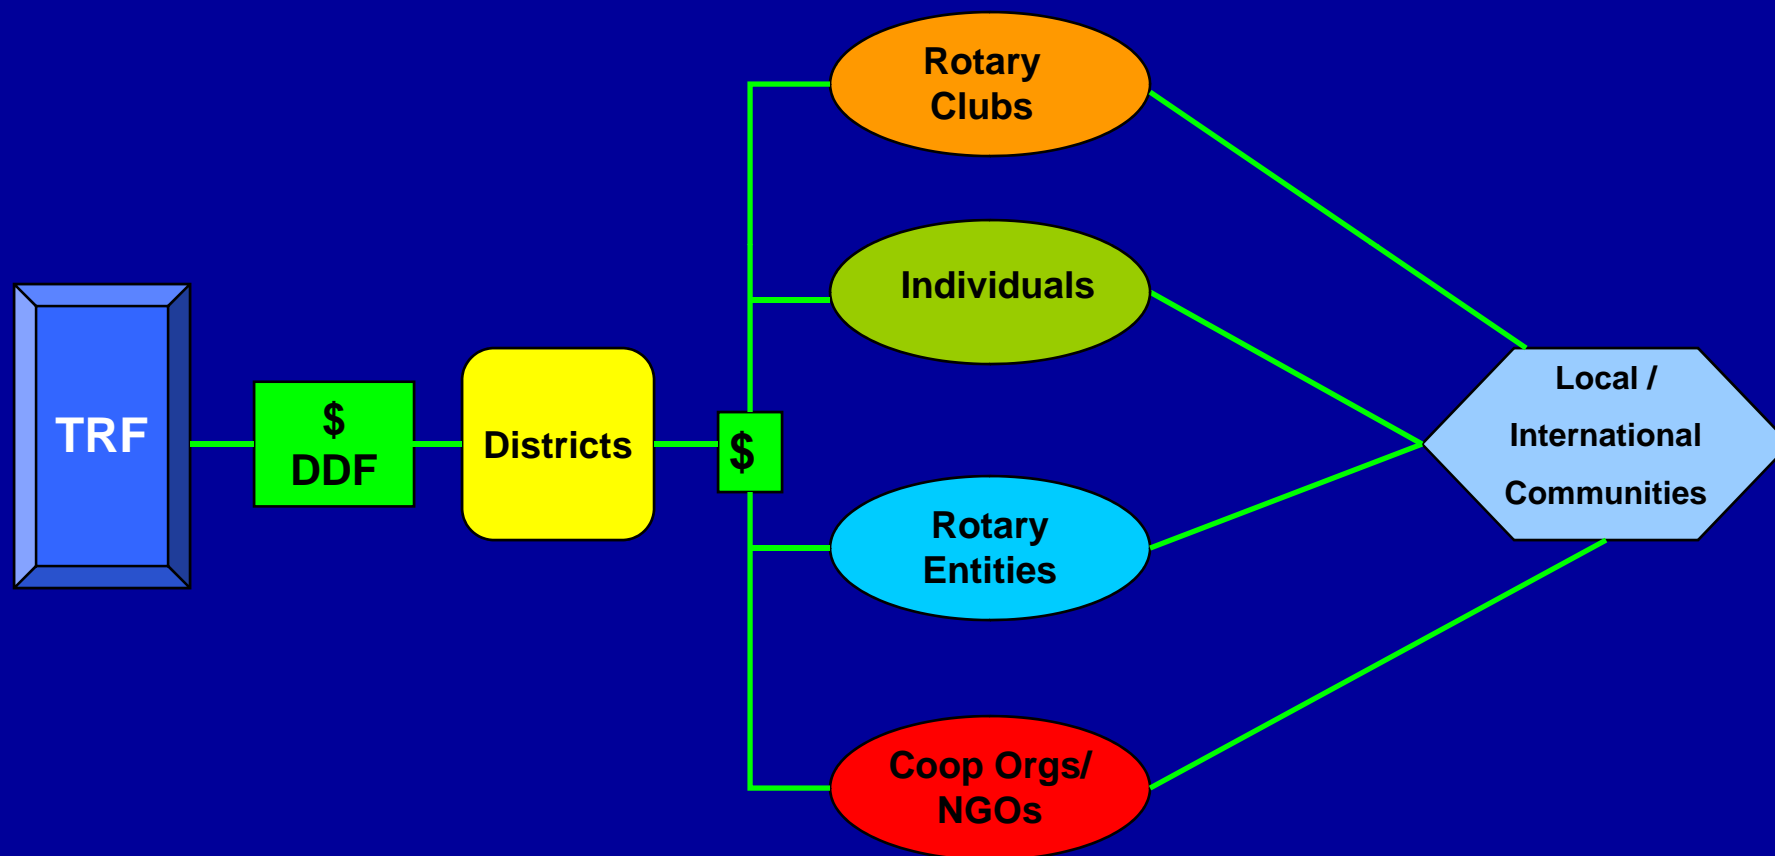 TRF
$
DDF
Districts
$
Rotary
Clubs
Individuals
Rotary
Entities
Coop Orgs/
NGOs
Local /
International
Communities